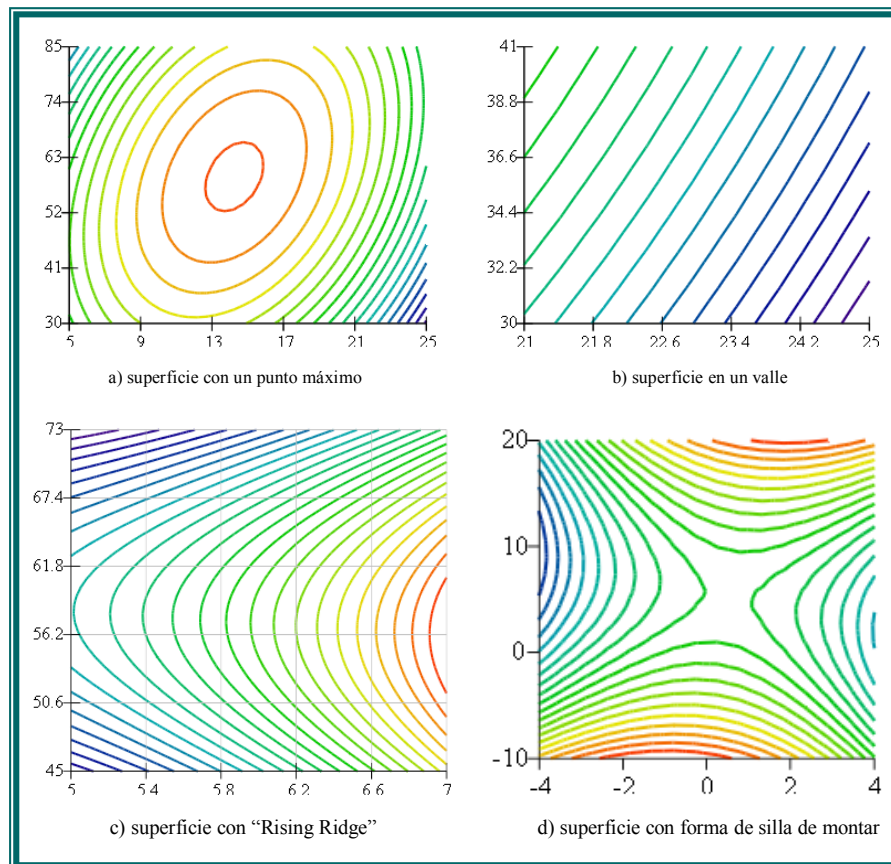 85
74
63
52
41
30
5 9 13 17 21 25
a) superficie con un punto máximo
41
38.8
36.6
34.4
32.2
30
21 21.8 22.6 23.4 24.2 25
b) superficie en un valle
73
67.4
61.8
56.2
50.6
45
5 5.4 5.8 6.2 6.6 7
c) superficie con “Rising Ridge”
20
10
0
-10
-4 -2 0 2 4
d) superficie con forma de silla de montar